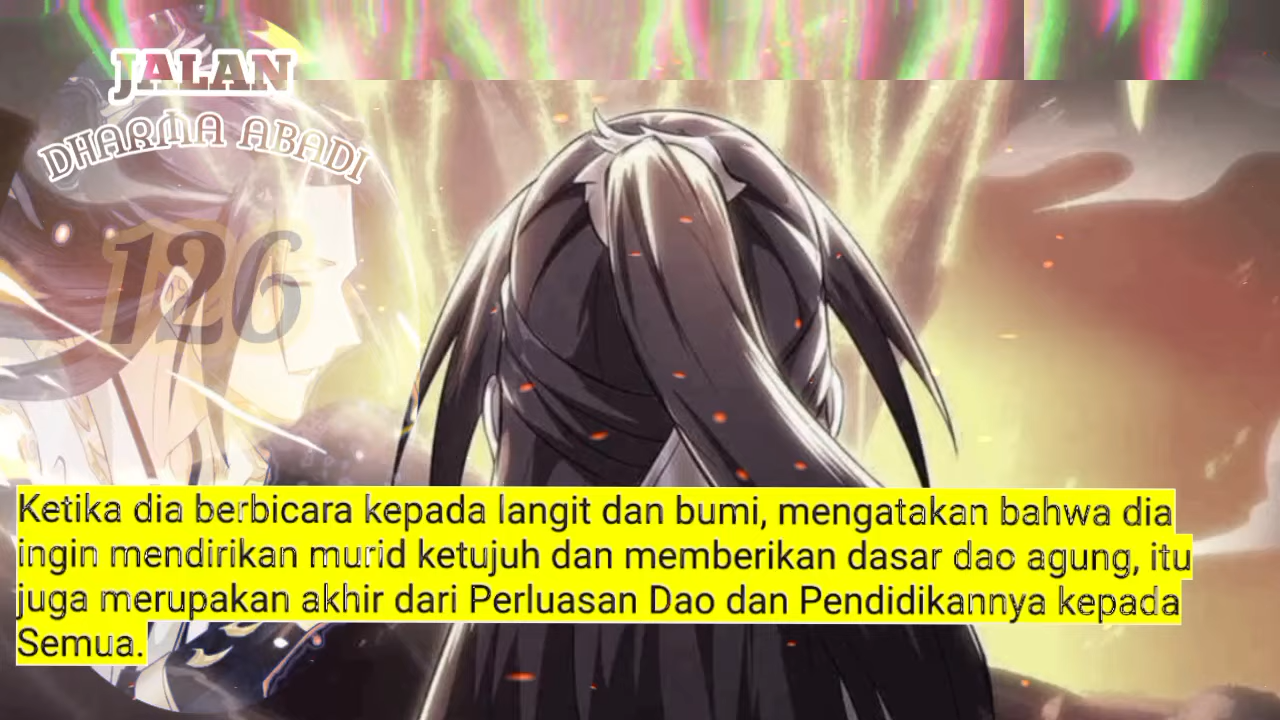 JALAN
DHARMA ABADI
126
Ketika dia berbicara kepada langit dan bumi, mengatakan bahwa dia
ingin mendirikan murid ketujuh dan memberikan dasar dao agung, itu
juga merupakan akhir dari Perluasan Dao dan Pendidikannya kepada
Semua.